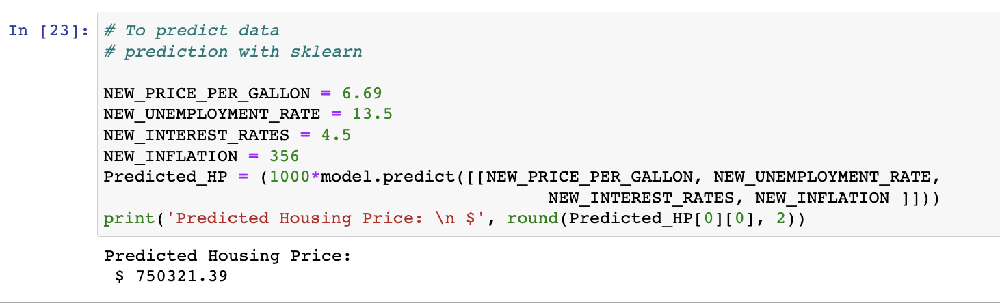 In [23]: # To predict data
# prediction with sklearn
NEW_PRICE_PER_GALLON = 6.69
NEW_UNEMPLOYMENT_RATE = 13.5
NEW_INTEREST_RATES = 4.5
NEW_INFLATION = 356
Predicted_HP = (1000*model.predict([[NEW_PRICE_PER_GALLON, NEW_UNEMPLOYMENT_RATE,
NEW_INTEREST_RATES, NEW_INFLATION ]]))
print('Predicted Housing Price: \n $', round(Predicted_HP[0][0], 2))
Predicted Housing Price:
$ 750321.39